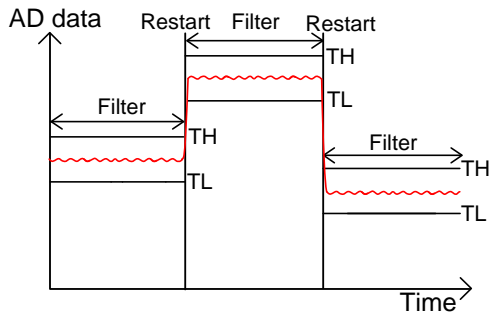 AD data
Restart Filter Restart
TH
TL
Filter
TH
TL
Filter
TH
TL
Time